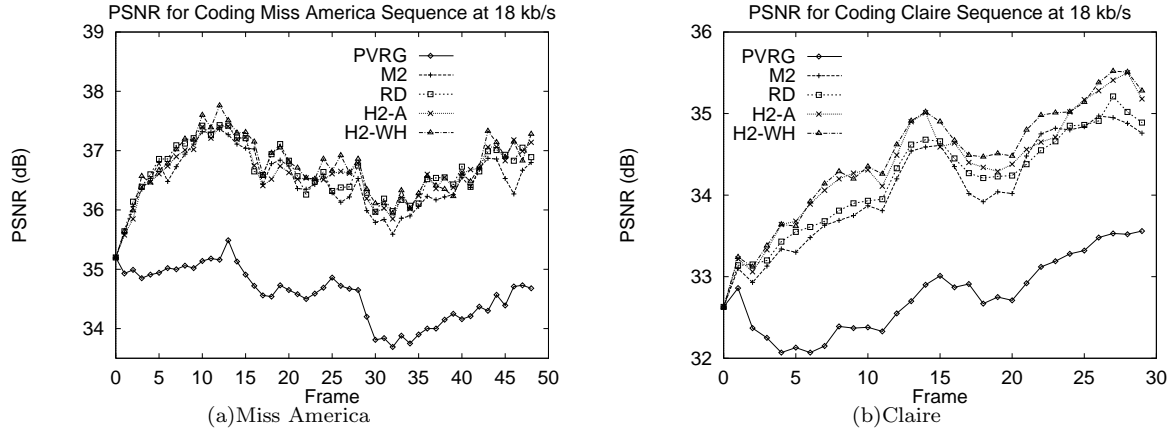 PSNR for Coding Miss America Sequence at 18 kb/s
39
38
37
36
35
34
PSNR (dB)
PVRG
M2
RD
H2-A
H2-WH
0 5 10 15 20 25 30 35 40 45 50
Frame
(a)Miss America
PSNR for Coding Claire Sequence at 18 kb/s
36
35
34
33
32
PSNR (dB)
PVRG
M2
RD
H2-A
H2-WH
0 5 10 15 20 25 30
Frame
(b)Claire